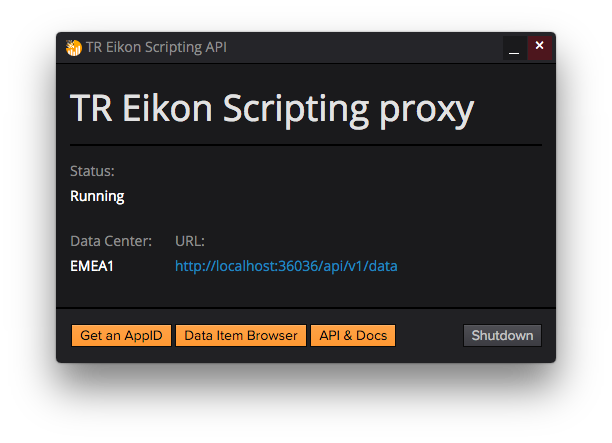 TR Eikon Scripting API
TR Eikon Scripting proxy
Status:
Running
Data Center: URL:
EMEA1 http://localhost:36036/api/v1/data
Get an AppID Data Item Browser API & Docs Shutdown